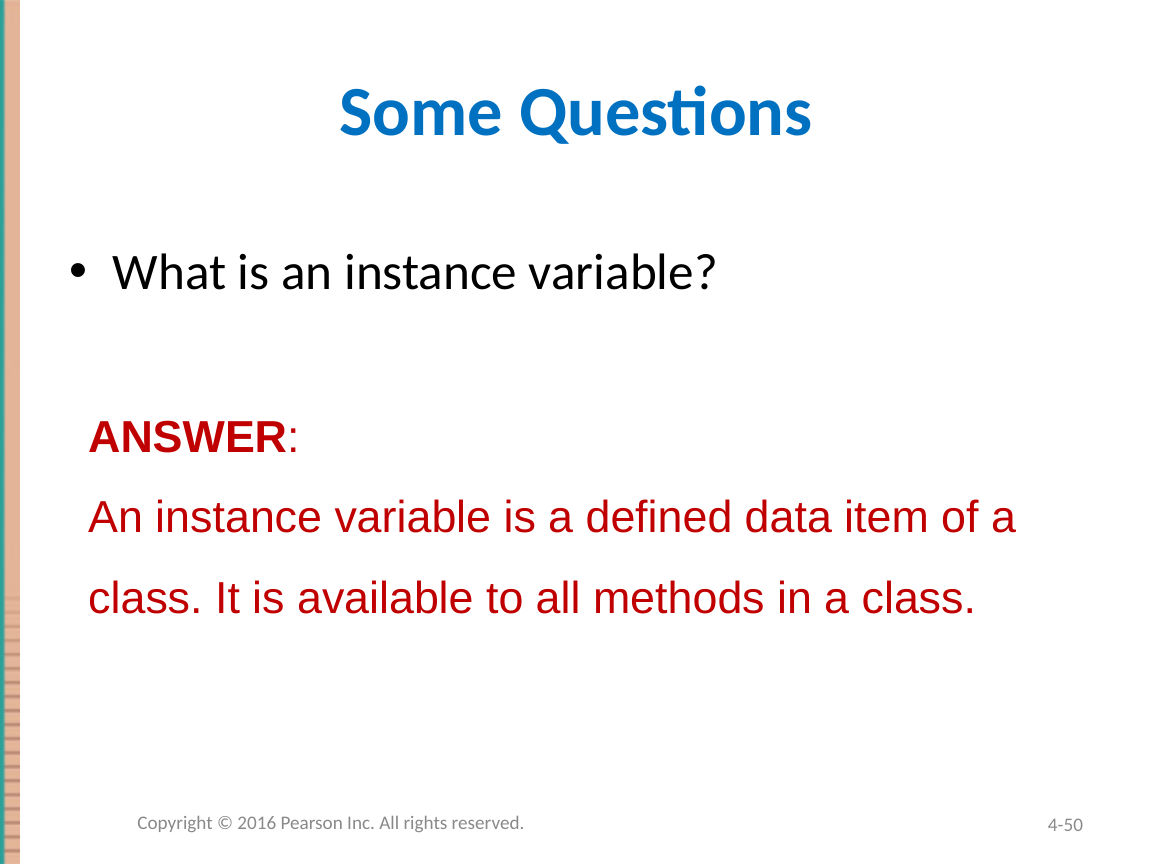 Some Questions
• What is an instance variable?
ANSWER:
An instance variable is a defined data item of a
class. It is available to all methods in a class.
Copyright © 2016 Pearson Inc. All rights reserved.
4-50